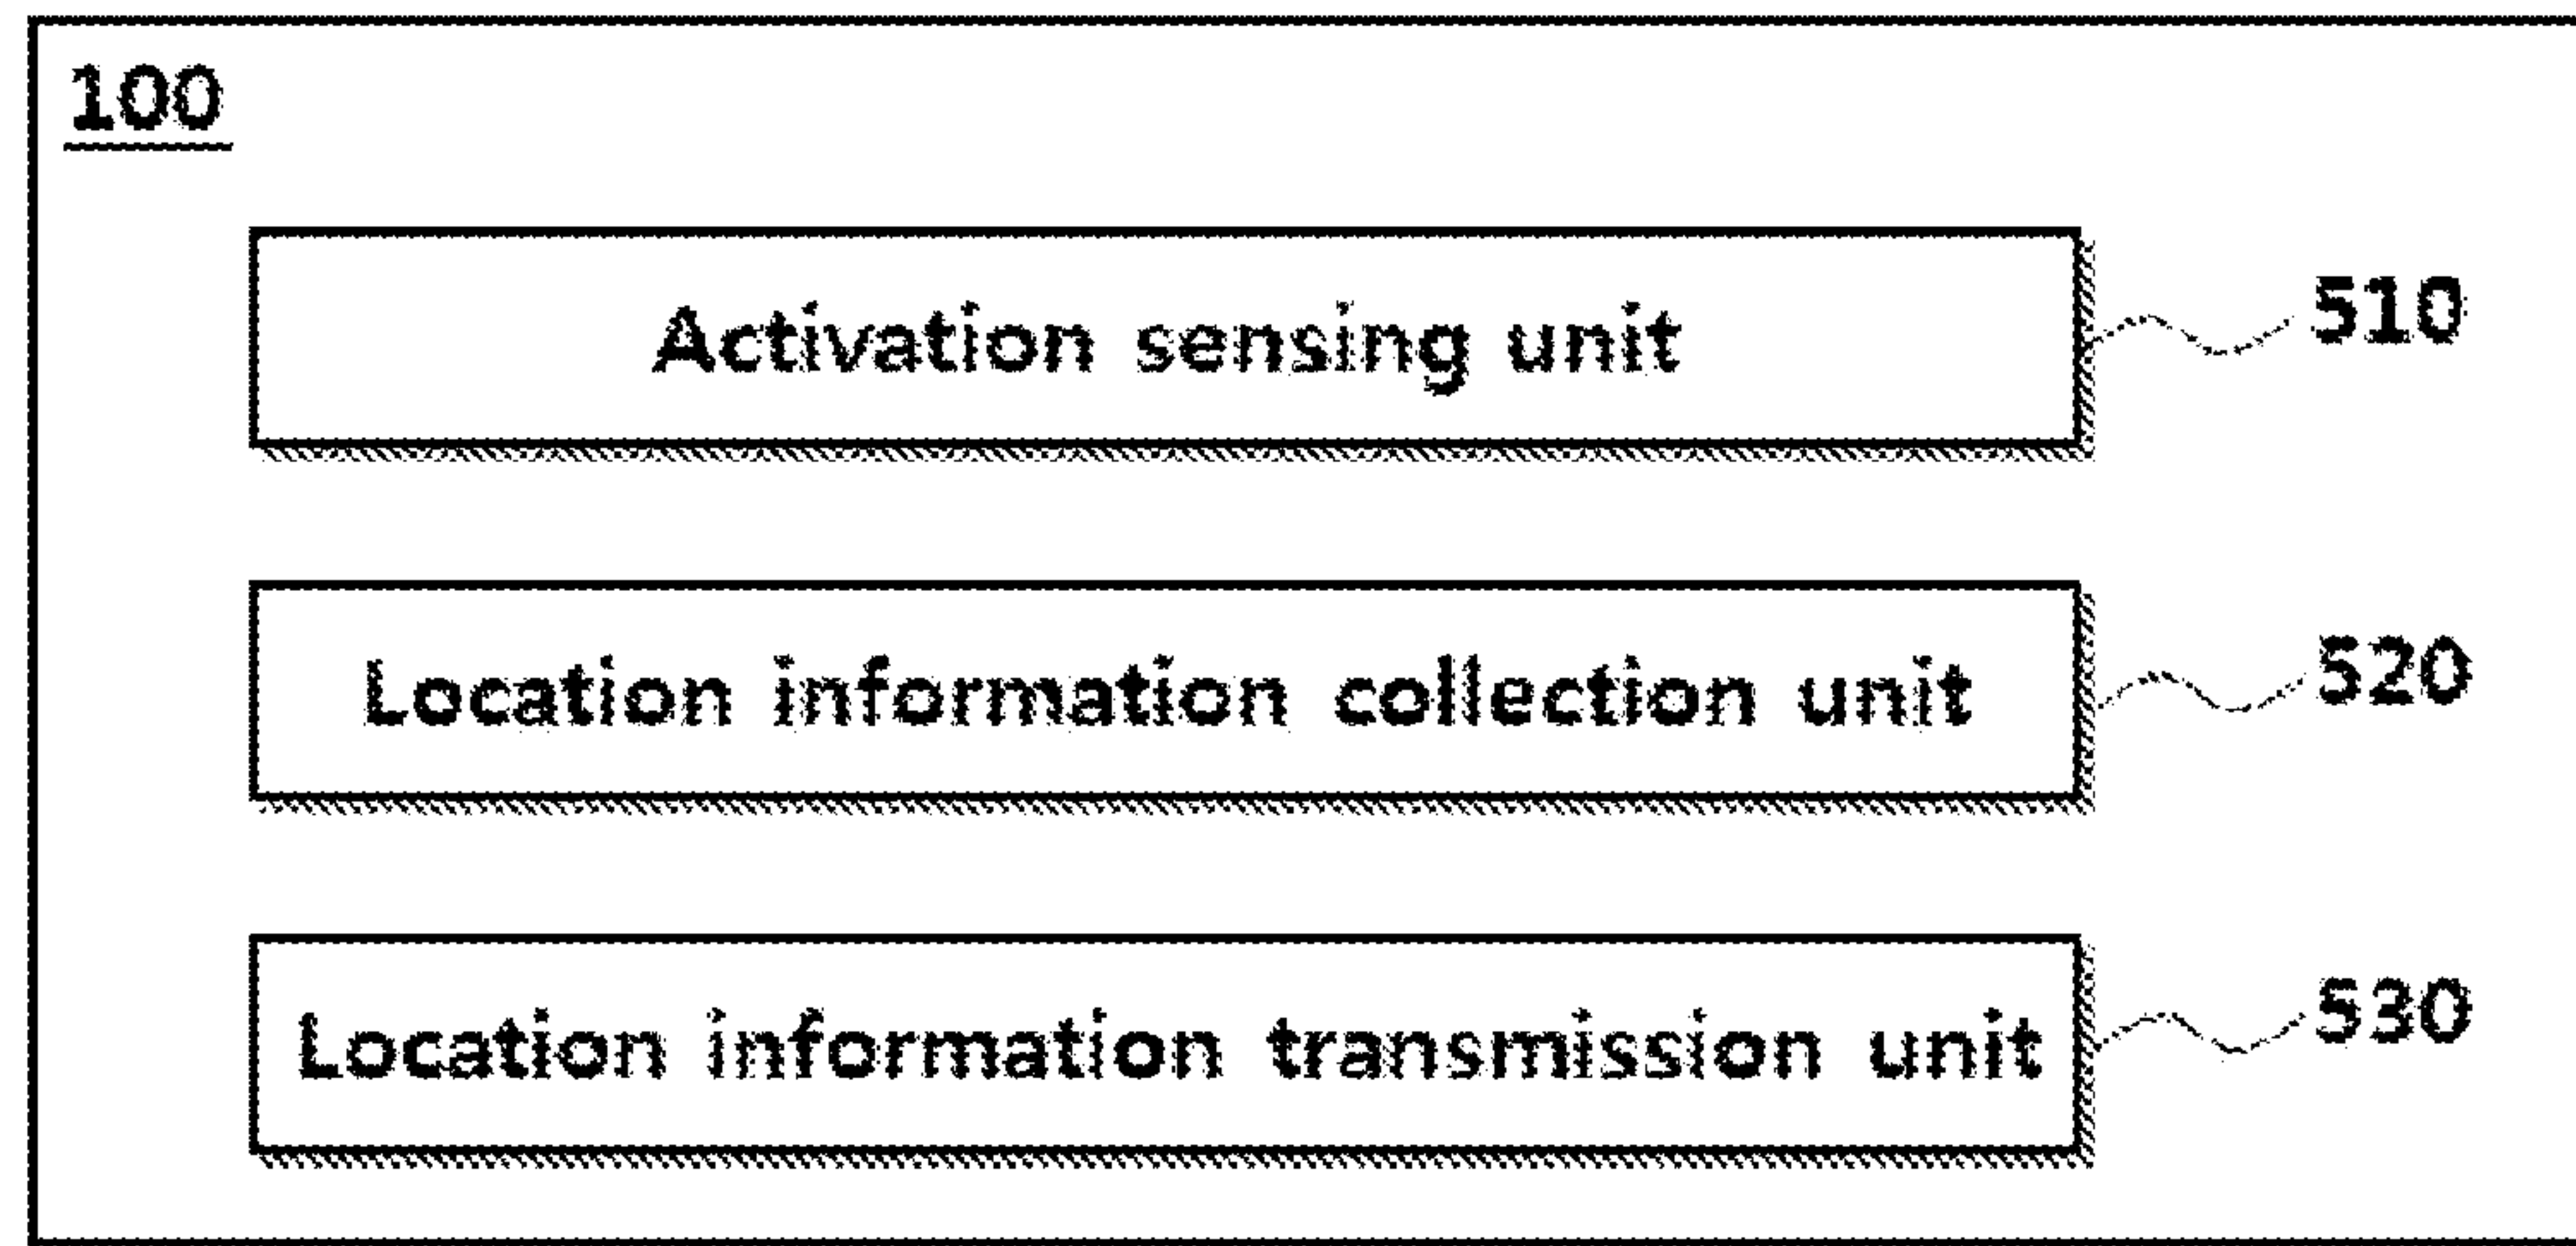 100
Activation sensing unit 510
Location information collection unit 520
Location information transmission unit 530